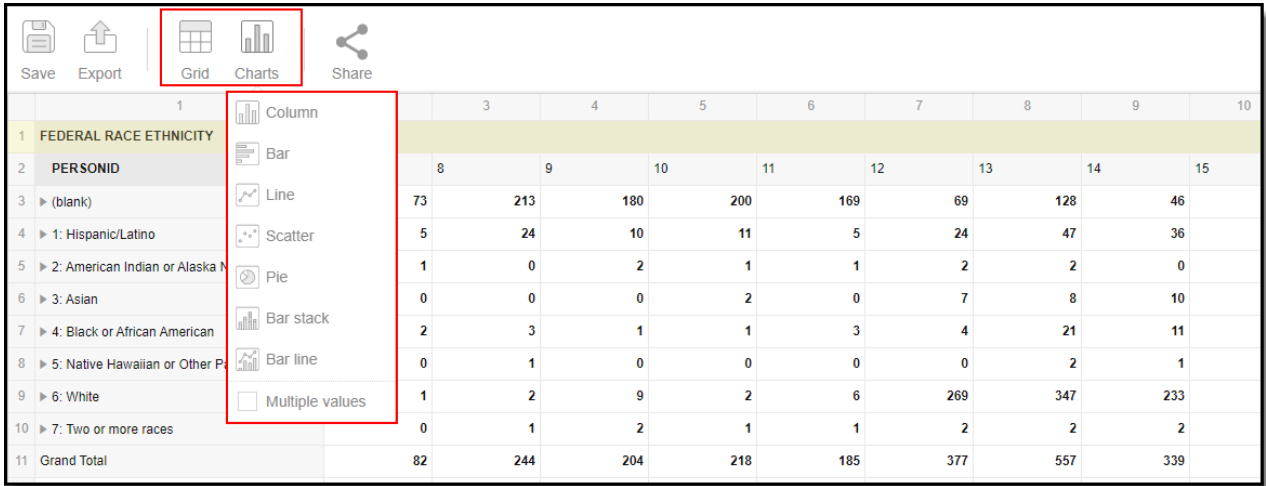 Save Export Grid Charts Share
1 3 4 5 6 7 8 9 10
Column
Bar
Line
Scatter
Pie
Bar stack
Bar line
Multiple values
1 FEDERAL RACE ETHNICITY
2 PERSONID 8 9 10 11 12 13 14 15
3 (blank) 73 213 180 200 169 69 128 46
4 1: Hispanic/Latino 5 24 10 11 5 24 47 36
5 2: American Indian or Alaska N 1 0 2 1 1 2 2 0
6 3: Asian 0 0 0 2 0 7 8 10
7 4: Black or African American 2 3 1 1 3 4 21 11
8 5: Native Hawaiian or Other Pa 0 1 0 0 0 0 2 1
9 6: White 1 2 9 2 6 269 347 233
10 7: Two or more races 0 1 2 1 1 2 2 2
11 Grand Total 82 244 204 218 185 377 557 339